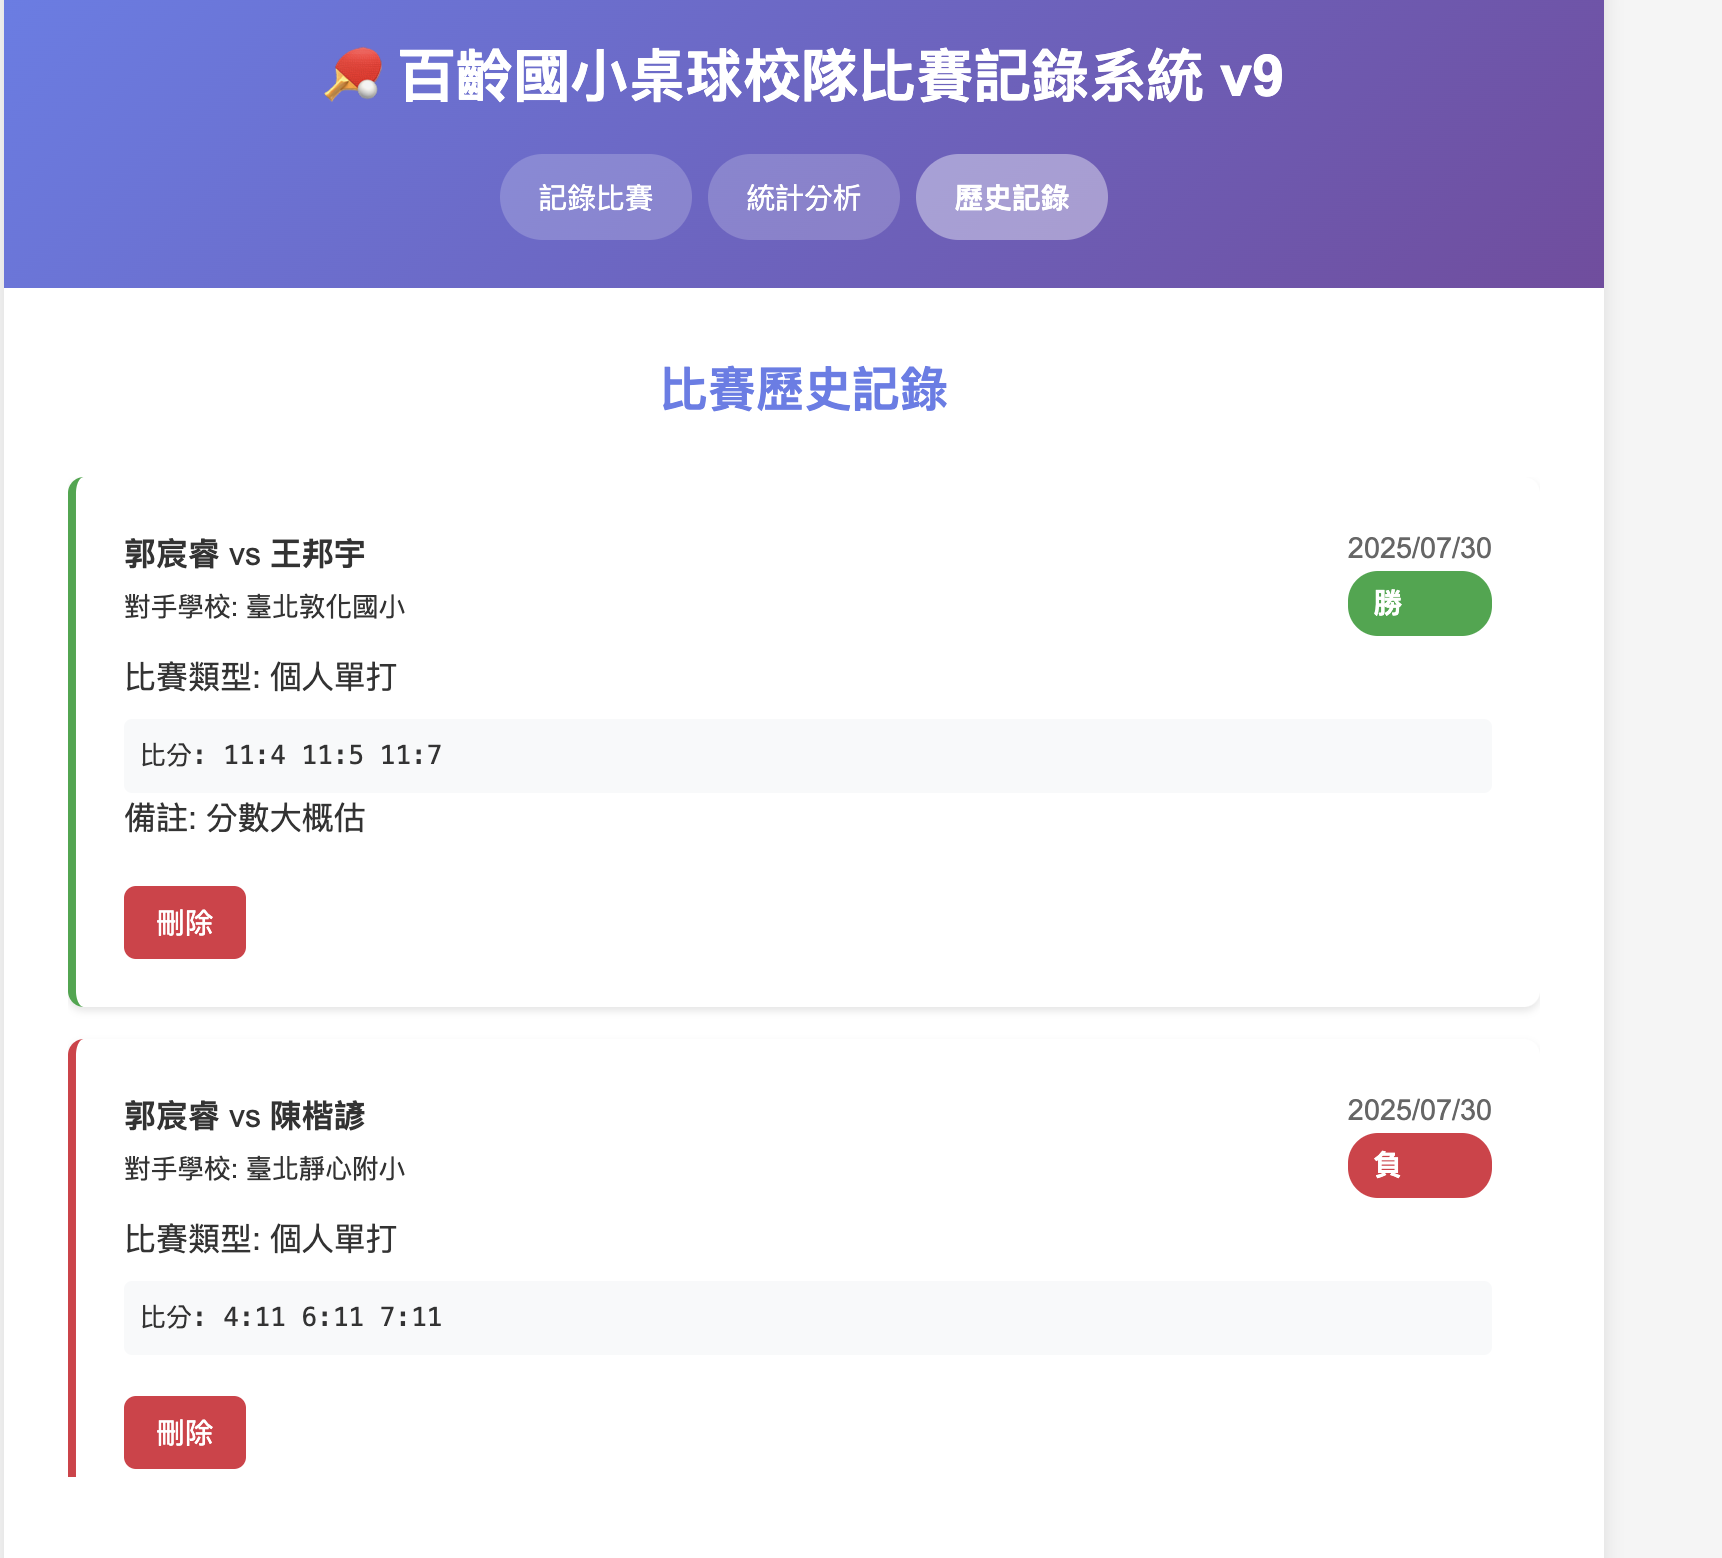 百齡國小桌球校隊比賽記錄系統 v9
記錄比賽 統計分析 歷史記錄
比賽歷史記錄
郭宸睿 vs 王邦宇 2025/07/30
對手學校: 臺北敦化國小 勝
比賽類型: 個人單打
比分: 11:4 11:5 11:7
備註: 分數大概估
刪除
郭宸睿 vs 陳楷諺 2025/07/30
對手學校: 臺北靜心附小 負
比賽類型: 個人單打
比分: 4:11 6:11 7:11
刪除